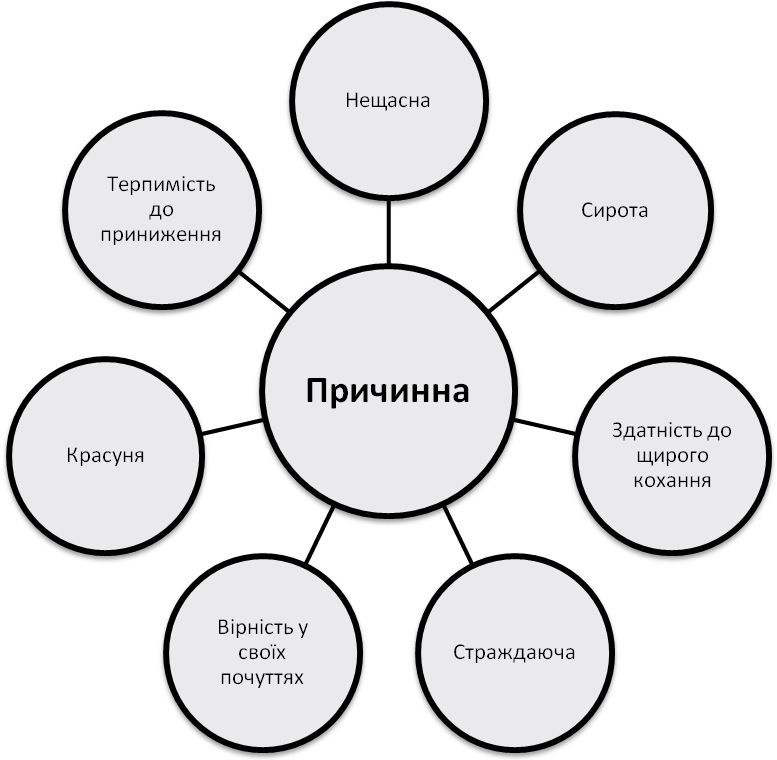 Нещасна
Сирота
Здатність до
щирого
кохання
Страждаюча
Вірність у
своїх
почуттях
Красуня
Терпимість
до
приниження
Причинна